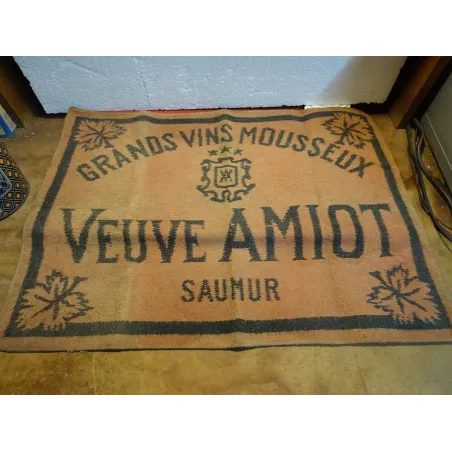 GRANDS VINS MOUSSEUX
VEUVE AMIOT
SAUMUR